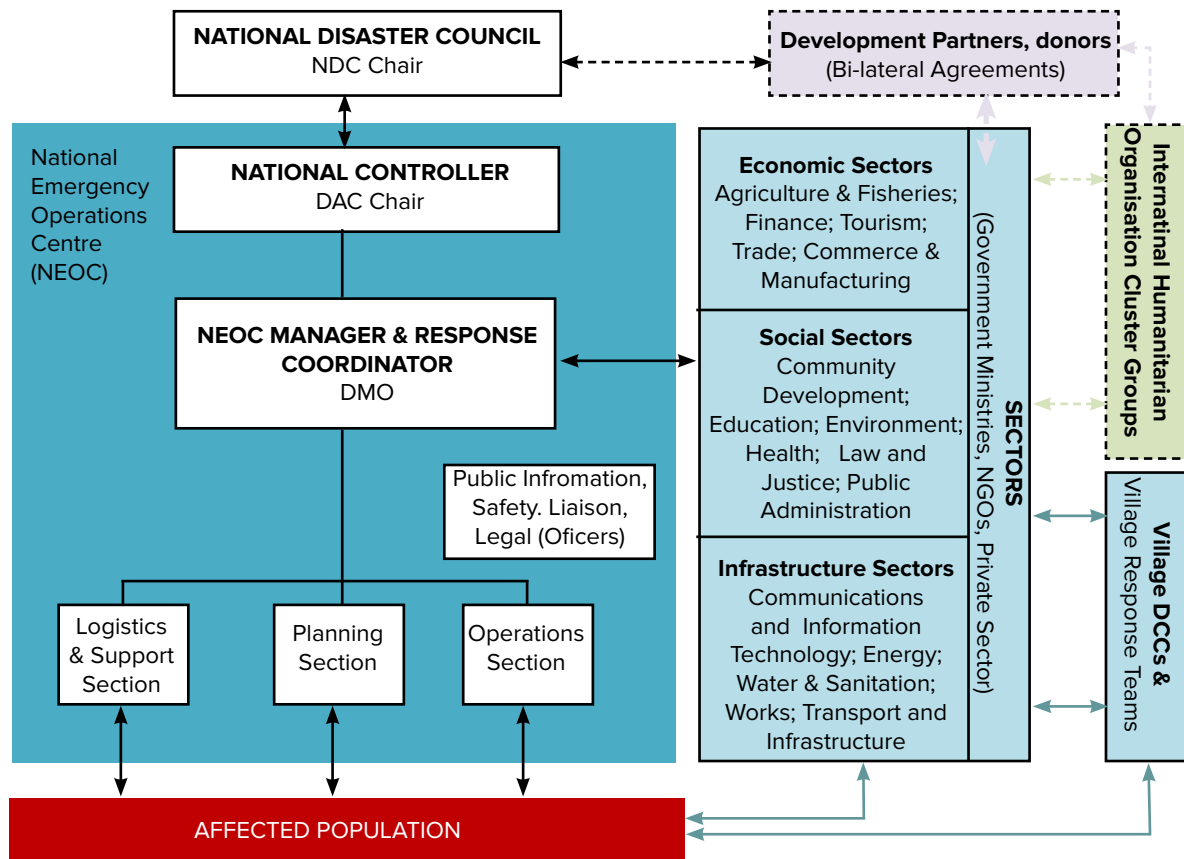 NATIONAL DISASTER COUNCIL
NDC Chair
Development Partners, donors
(Bi-lateral Agreements)
National
Emergency
Operations
Centre
(NEOC)
NATIONAL CONTROLLER
DAC Chair
NEOC MANAGER & RESPONSE
COORDINATOR
DMO
Public Infromation,
Safety. Liaison,
Legal (Oficers)
Logistics
& Support
Section
Planning
Section
Operations
Section
Economic Sectors
Agriculture & Fisheries;
Finance; Tourism;
Trade; Commerce &
Manufacturing
Social Sectors
Community
Development;
Education; Environment;
Health; Law and
Justice; Public
Administration
Infrastructure Sectors
Communications
and Information
Technology; Energy;
Water & Sanitation;
Works; Transport and
Infrastructure
SECTORS
(Government Ministries, NGOs, Private Sector)
Internatinal Humanitarian
Organisation Cluster Groups
Village DCCs &
Village Response Teams
AFFECTED POPULATION